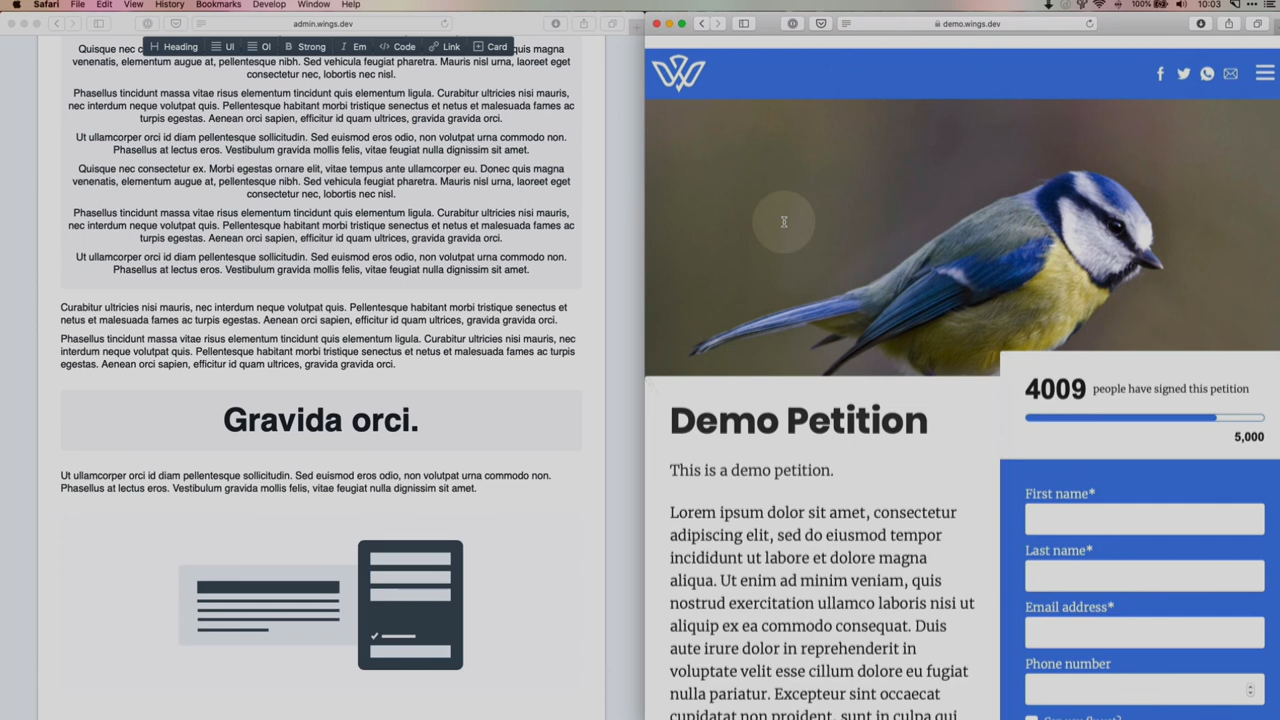 Safari File Edit View History Bookmarks Develop Window Help
100% 10:03
admin.wings.dev
demo.wings.dev
Heading Ul Ol Strong Em Code Link Card
Quisque nec c quis magna
venenatis, elementum augue at, pellentesque nibh. Sed vehicula feugiat pharetra. Mauris nisl, laoreet eget
consectetur nec, lobortis nec nisl.
Phasellus tincidunt massa vitae risus elementum tincidunt quis elementum ligula. Curabitur ultricies nisi mauris,
nec interdum neque volutpat quis. Pellentesque habitant morbi tristique senectus et netus et malesuada fames ac
turpis egestas. Aenean orci sapien, efficitur id quam ultrices, gravida gravida orci.
Ut ullamcorper orci id diam pellentesque sollicitudin. Sed euismod eros odio, non volutpat urna commodo non.
Phasellus at lectus eros. Vestibulum gravida mollis felis, vitae feugiat nulla dignissim sit amet.
Quisque nec consectetur ex. Morbi egestas ornare elit, vitae tempus ante ullamcorper eu. Donec quis magna
venenatis, elementum augue at, pellentesque nibh. Sed vehicula feugiat pharetra. Mauris nisl, laoreet eget
consectetur nec, lobortis nec nisl.
Phasellus tincidunt massa vitae risus elementum tincidunt quis elementum ligula. Curabitur ultricies nisi mauris,
nec interdum neque volutpat quis. Pellentesque habitant morbi tristique senectus et netus et malesuada fames ac
turpis egestas. Aenean orci sapien, efficitur id quam ultrices, gravida gravida orci.
Ut ullamcorper orci id diam pellentesque sollicitudin. Sed euismod eros odio, non volutpat urna commodo non.
Phasellus at lectus eros. Vestibulum gravida mollis felis, vitae feugiat nulla dignissim sit amet.
Curabitur ultricies nisi mauris, nec interdum neque volutpat quis. Pellentesque habitant morbi tristique senectus et
netus et malesuada fames ac turpis egestas. Aenean orci sapien, efficitur id quam ultrices, gravida gravida orci.
Phasellus tincidunt massa vitae risus elementum tincidunt quis elementum ligula. Curabitur ultricies nisi mauris, nec
interdum neque volutpat quis. Pellentesque habitant morbi tristique senectus et netus et malesuada fames ac turpis
egestas. Aenean orci sapien, efficitur id quam ultrices, gravida gravida orci.
Gravida orci.
Ut ullamcorper orci id diam pellentesque sollicitudin. Sed euismod eros odio, non volutpat urna commodo non.
Phasellus at lectus eros. Vestibulum gravida mollis felis, vitae feugiat nulla dignissim sit amet.
Demo Petition
This is a demo petition.
Lorem ipsum dolor sit amet, consectetur
adipiscing elit, sed do eiusmod tempor
incididunt ut labore et dolore magna
aliqua. Ut enim ad minim veniam, quis
nostrud exercitation ullamco laboris nisi ut
aliquip ex ea commodo consequat. Duis
aute irure dolor in reprehenderit in
voluptate velit esse cillum dolore eu fugiat
nulla pariatur. Excepteur sint occaecat
cupidatat non proident, sunt in culpa qui
4009 people have signed this petition
5,000
First name*
Last name*
Email address*
Phone number